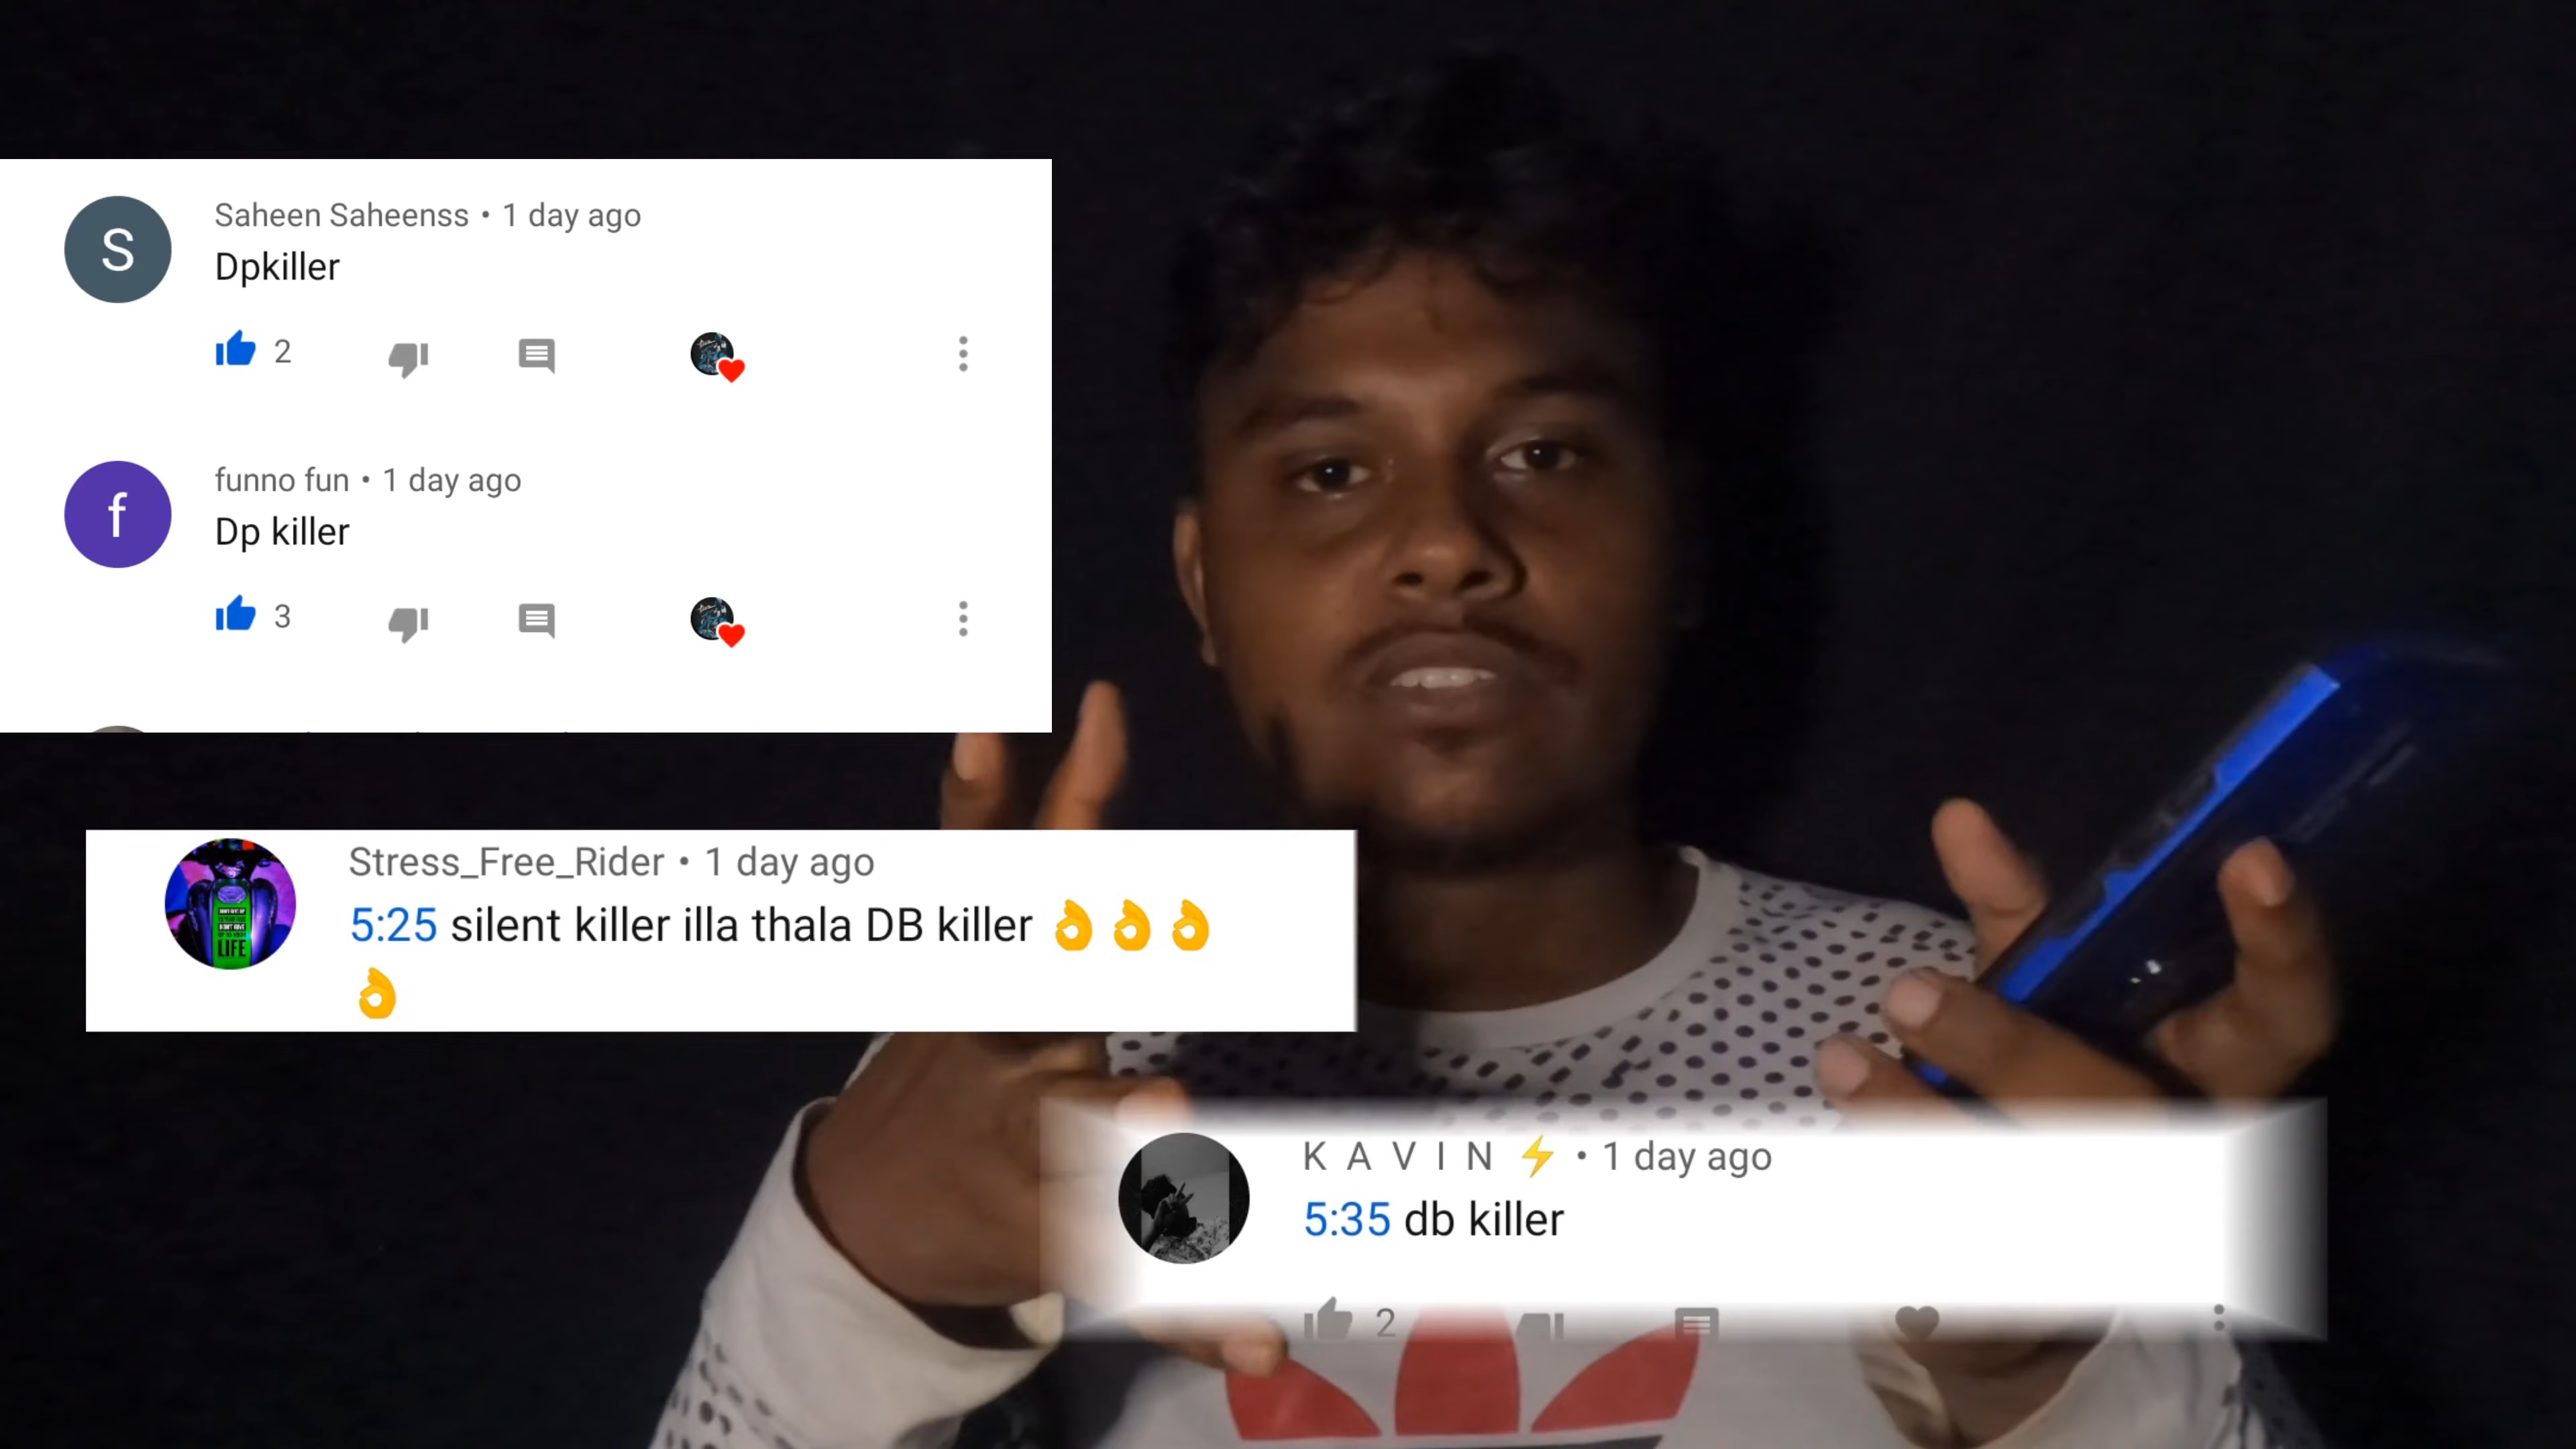 S
Saheen Saheenss • 1 day ago
Dpkiller
2
f
funno fun • 1 day ago
Dp killer
3
Stress_Free_Rider • 1 day ago
5:25 silent killer illa thala DB killer 👌👌👌
👌
LIFE
K A V I N ⚡ • 1 day ago
5:35 db killer
2